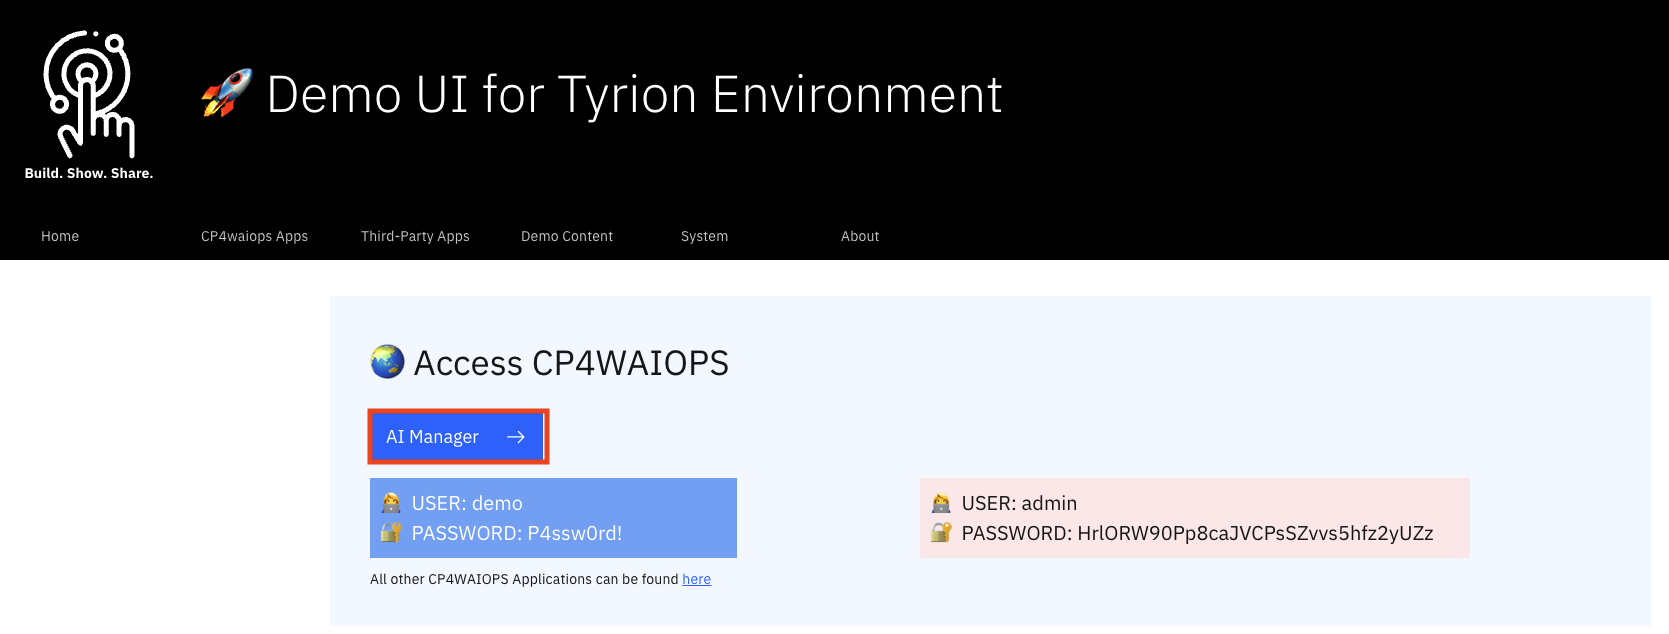 🚀 Demo UI for Tyrion Environment
Build. Show. Share.
Home CP4waiops Apps Third-Party Apps Demo Content System About
🌏 Access CP4WAIOPS
AI Manager →
USER: demo
PASSWORD: P4ssw0rd!
USER: admin
PASSWORD: HrlORW90Pp8caJVCPsSZvvs5hfz2yUZz
All other CP4WAIOPS Applications can be found here